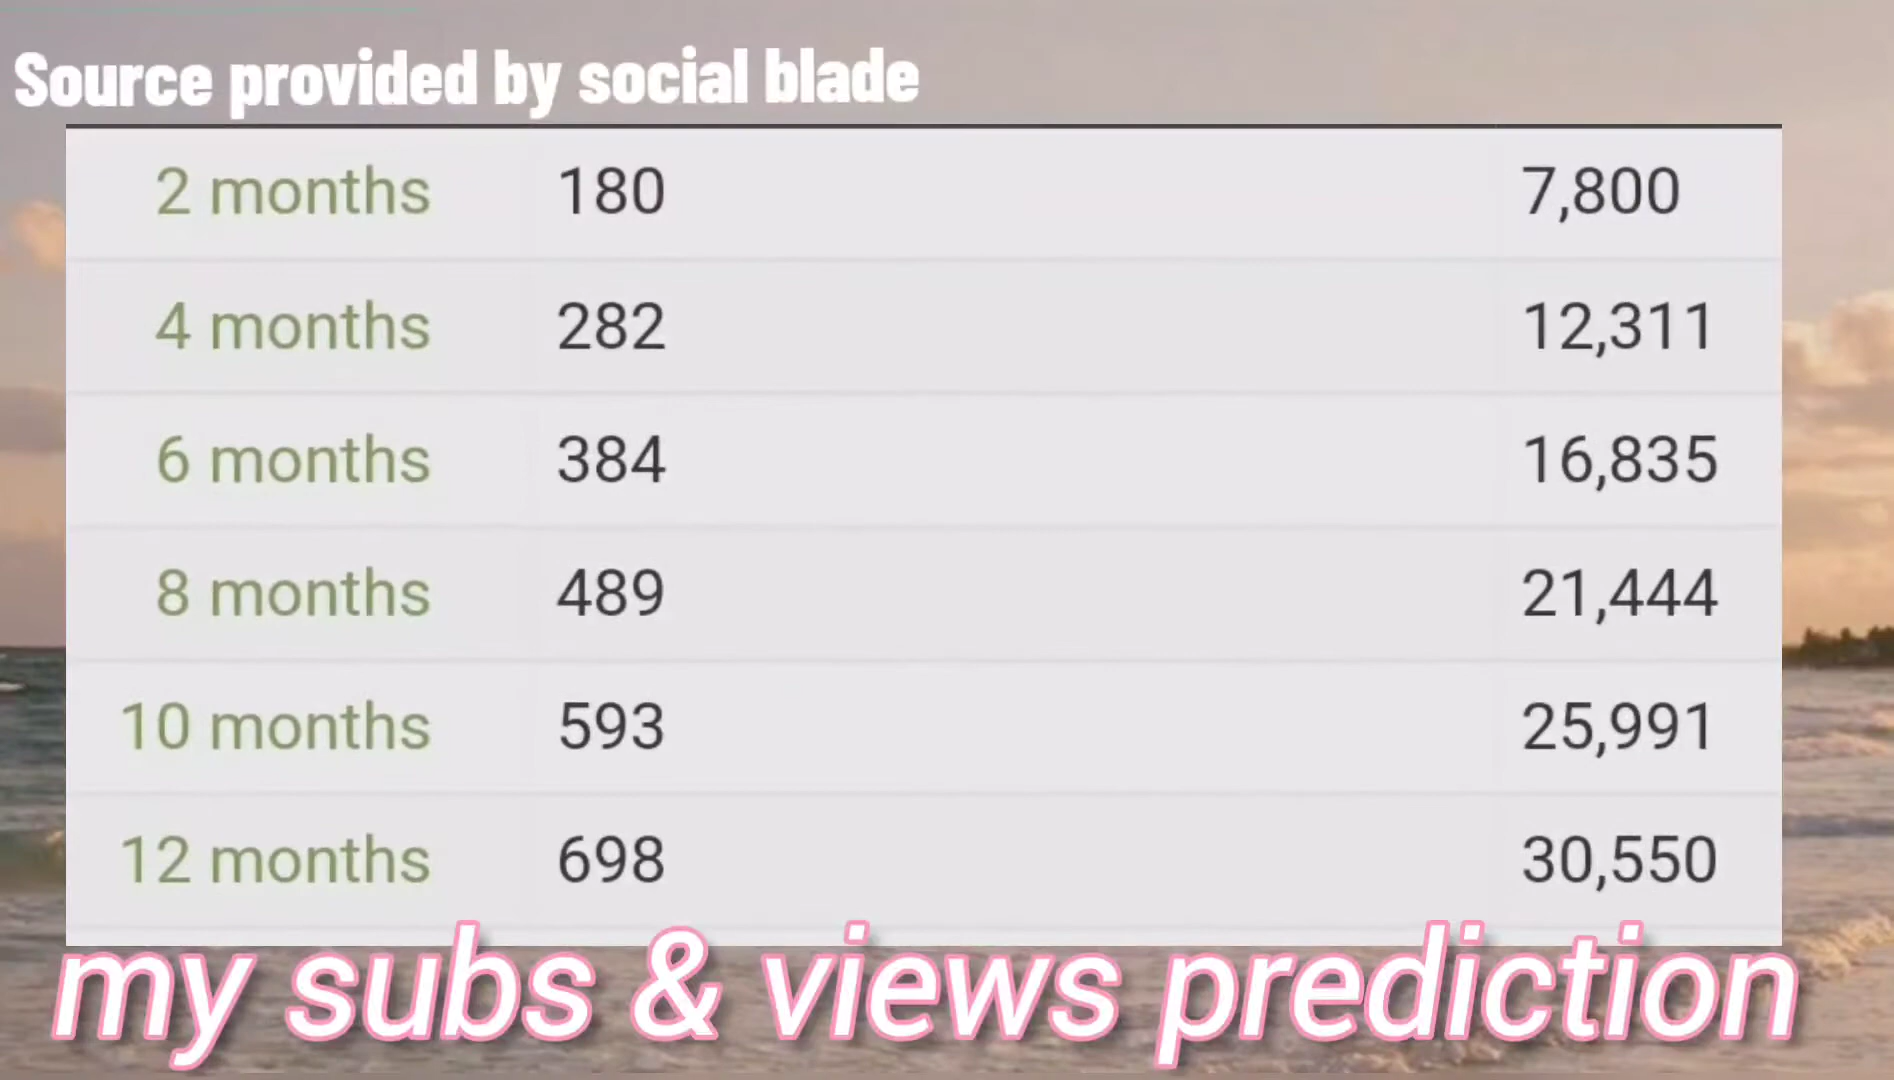 Source provided by social blade
2 months 180 7,800
4 months 282 12,311
6 months 384 16,835
8 months 489 21,444
10 months 593 25,991
12 months 698 30,550
my subs & views prediction